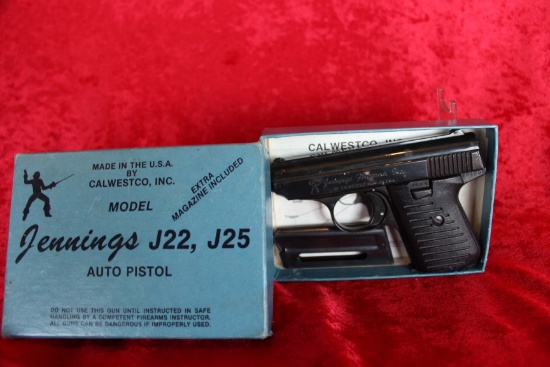 MADE IN THE U.S.A.
BY
CALWESTCO, INC.
EXTRA
MAGAZINE INCLUDED
MODEL
Jennings J22, J25
AUTO PISTOL
DO NOT USE THIS GUN UNTIL INSTRUCTED IN SAFE
HANDLING BY A COMPETENT FIREARMS INSTRUCTOR.
ALL GUNS CAN BE DANGEROUS IF IMPROPERLY USED.
CALWESTCO, INC